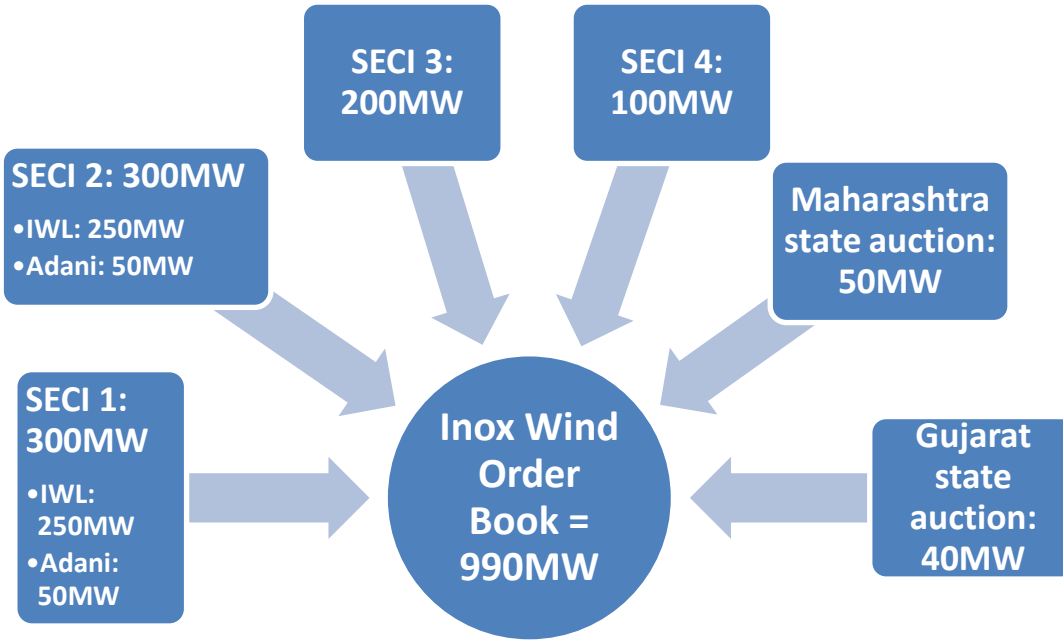 SECI 1:
300MW
•IWL:
250MW
•Adani:
50MW
SECI 2: 300MW
•IWL: 250MW
•Adani: 50MW
SECI 3:
200MW
SECI 4:
100MW
Maharashtra
state auction:
50MW
Gujarat
state
auction:
40MW
Inox Wind
Order
Book =
990MW